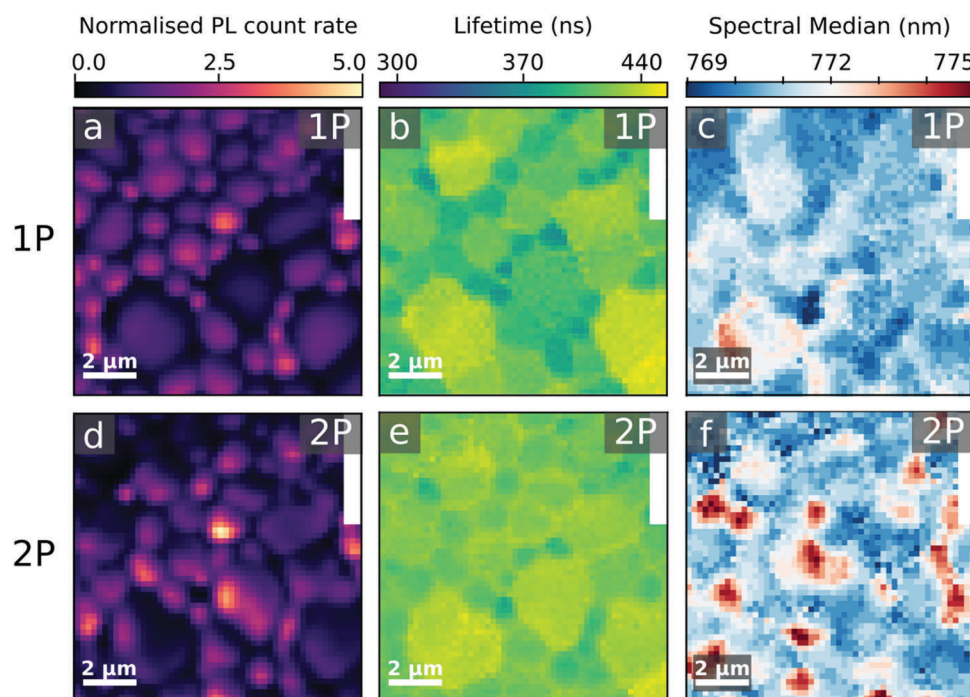 Normalised PL count rate Lifetime (ns) Spectral Median (nm)
0.0 2.5 5.0 300 370 440 769 772 775
a 1P b 1P c 1P
1P
2 μm 2 μm 2 μm
d 2P e 2P f 2P
2P
2 μm 2 μm 2 μm